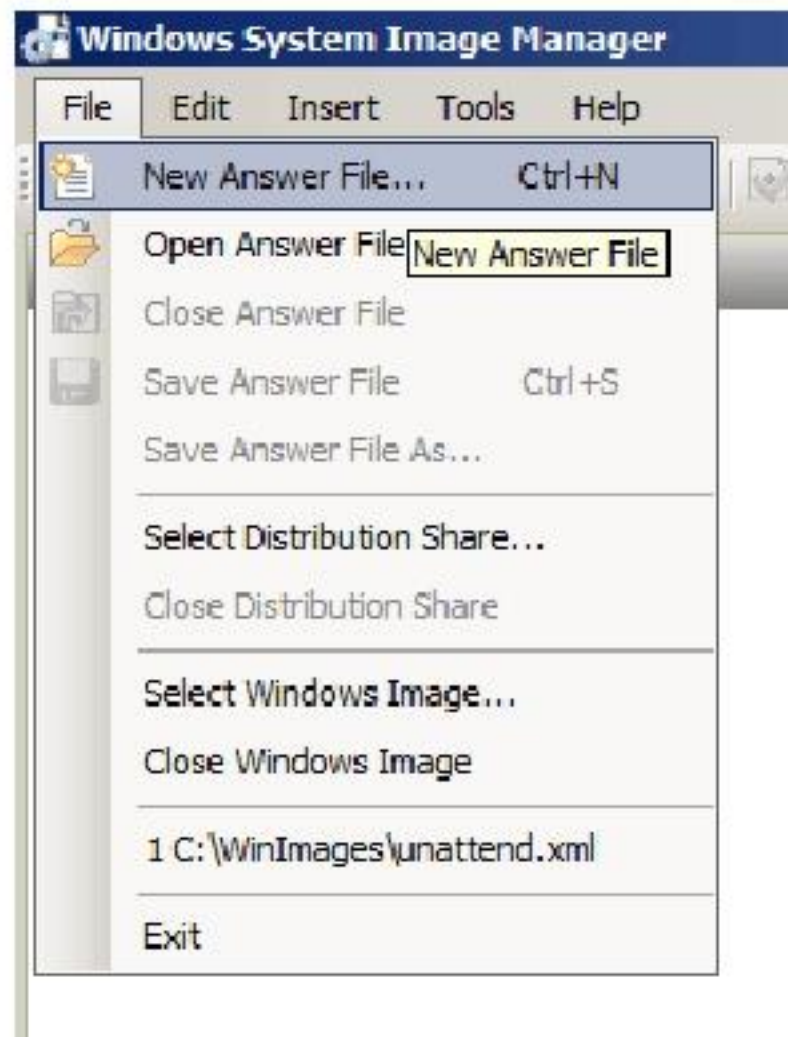 Windows System Image Manager
File Edit Insert Tools Help
New Answer File... Ctrl+N
Open Answer File
New Answer File
Close Answer File
Save Answer File Ctrl+S
Save Answer File As...
Select Distribution Share...
Close Distribution Share
Select Windows Image...
Close Windows Image
1 C:\WinImages\unattend.xml
Exit